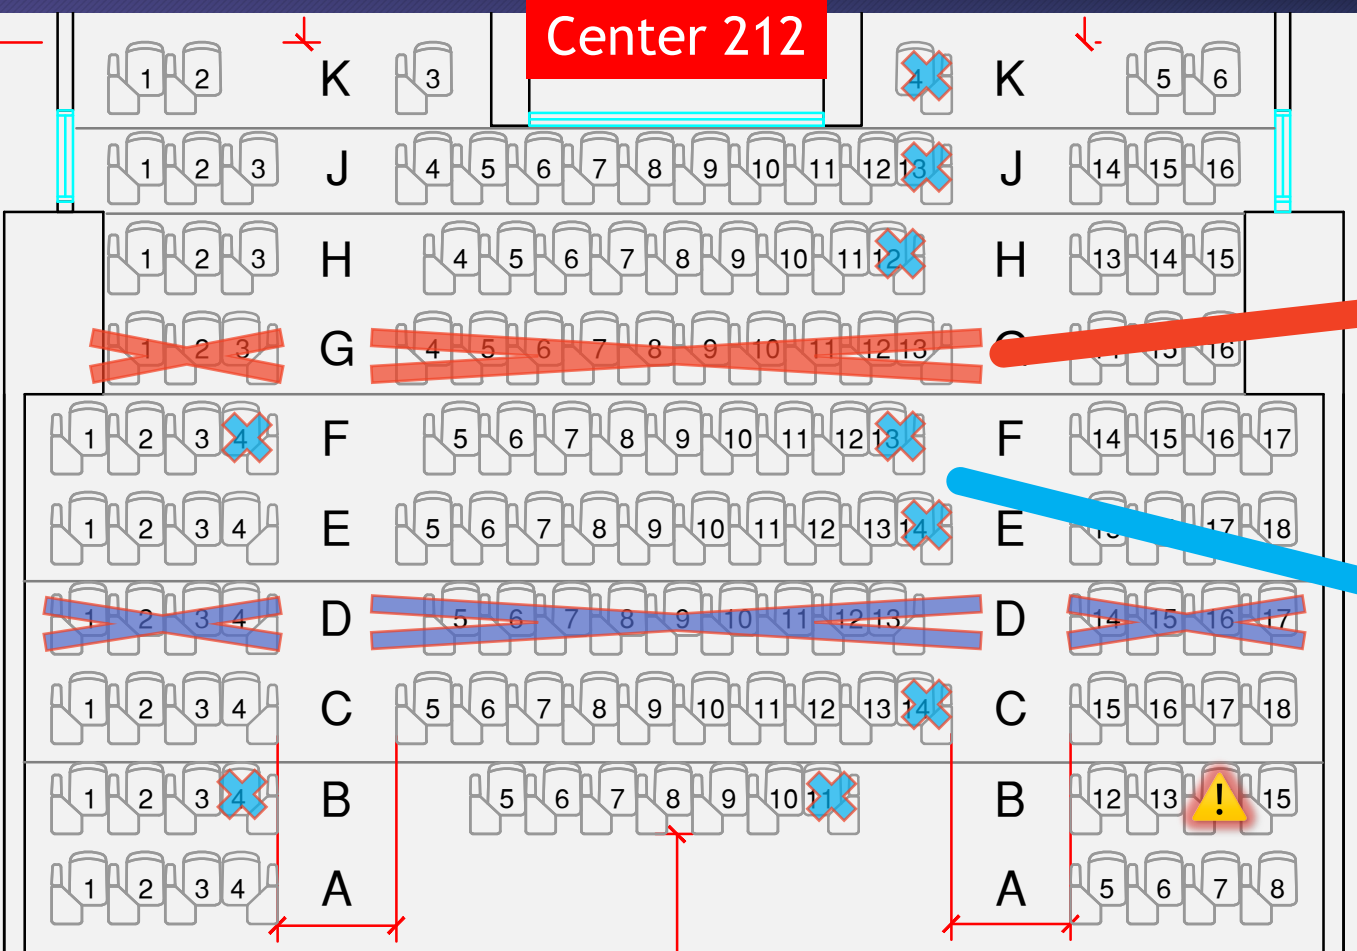 Center 212
1 2 K 3 4 K 5 6
1 2 3 J 4 5 6 7 8 9 10 11 12 13 J 14 15 16
1 2 3 H 4 5 6 7 8 9 10 11 12 H 13 14 15
1 2 3 G 4 5 6 7 8 9 10 11 12 13 15 16
1 2 3 4 F 5 6 7 8 9 10 11 12 13 F 14 15 16 17
1 2 3 4 E 5 6 7 8 9 10 11 12 13 14 E 17 18
1 2 3 4 D 5 6 7 8 9 10 11 12 13 D 14 15 16 17
1 2 3 4 C 5 6 7 8 9 10 11 12 13 14 C 15 16 17 18
1 2 3 4 B 5 6 7 8 9 10 11 B 12 13 ! 15
1 2 3 4 A A 5 6 7 8